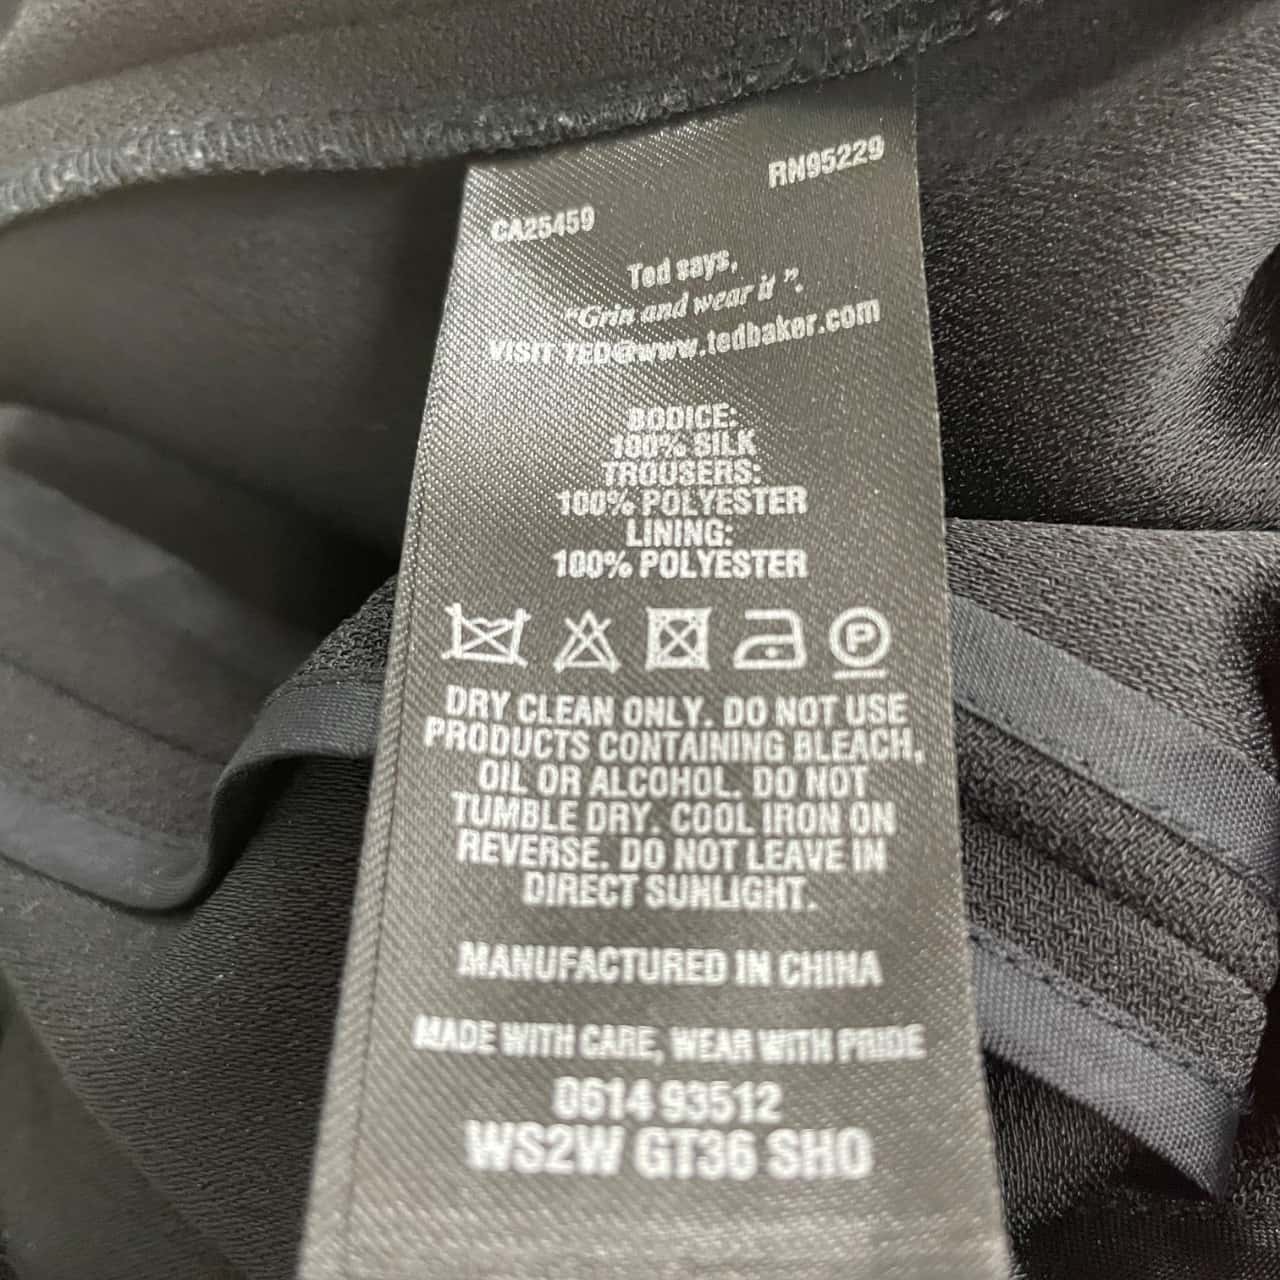 RN95229
CA25459
Ted says,
"Grin and wear it".
VISIT TED@www.tedbaker.com
BODICE:
100% SILK
TROUSERS:
100% POLYESTER
LINING:
100% POLYESTER
P
DRY CLEAN ONLY. DO NOT USE
PRODUCTS CONTAINING BLEACH,
OIL OR ALCOHOL. DO NOT
TUMBLE DRY. COOL IRON ON
REVERSE. DO NOT LEAVE IN
DIRECT SUNLIGHT.
MANUFACTURED IN CHINA
MADE WITH CARE, WEAR WITH PRIDE
0614 93512
WS2W GT36 SHO